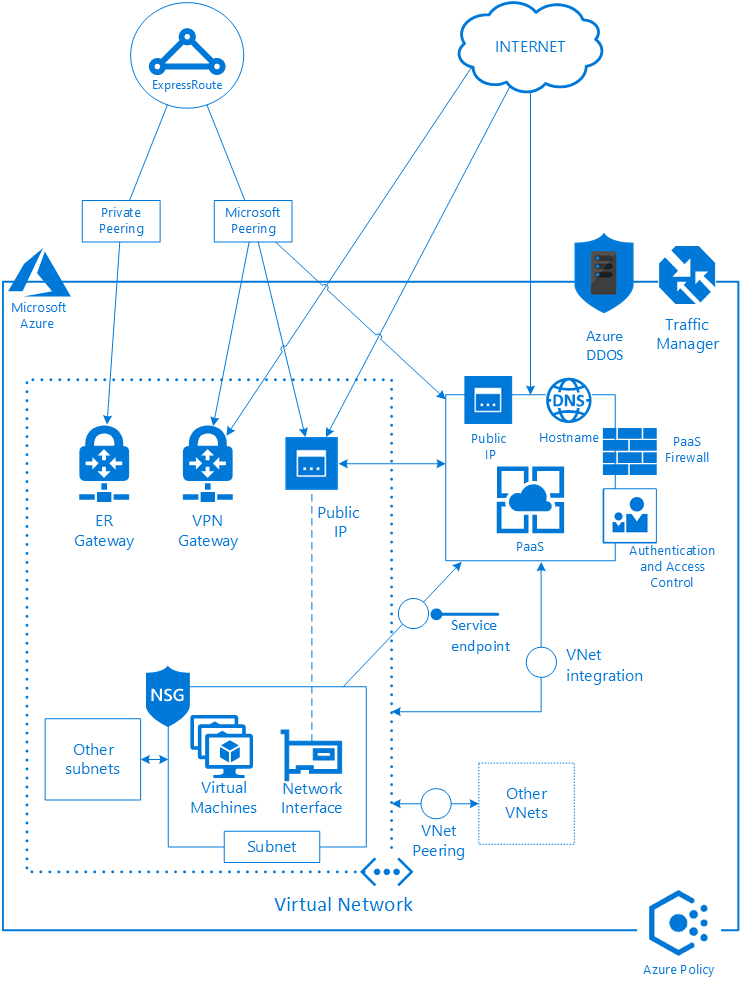 INTERNET
ExpressRoute
Private
Peering
Microsoft
Peering
Microsoft
Azure
Azure
DDOS
Traffic
Manager
DNS
Public
IP
Hostname
PaaS
Firewall
PaaS
ER
Gateway
VPN
Gateway
Public
IP
Authentication
and Access
Control
Service
endpoint
VNet
integration
NSG
Other
subnets
Virtual
Machines
Network
Interface
Subnet
VNet
Peering
Other
VNets
Virtual Network
Azure Policy